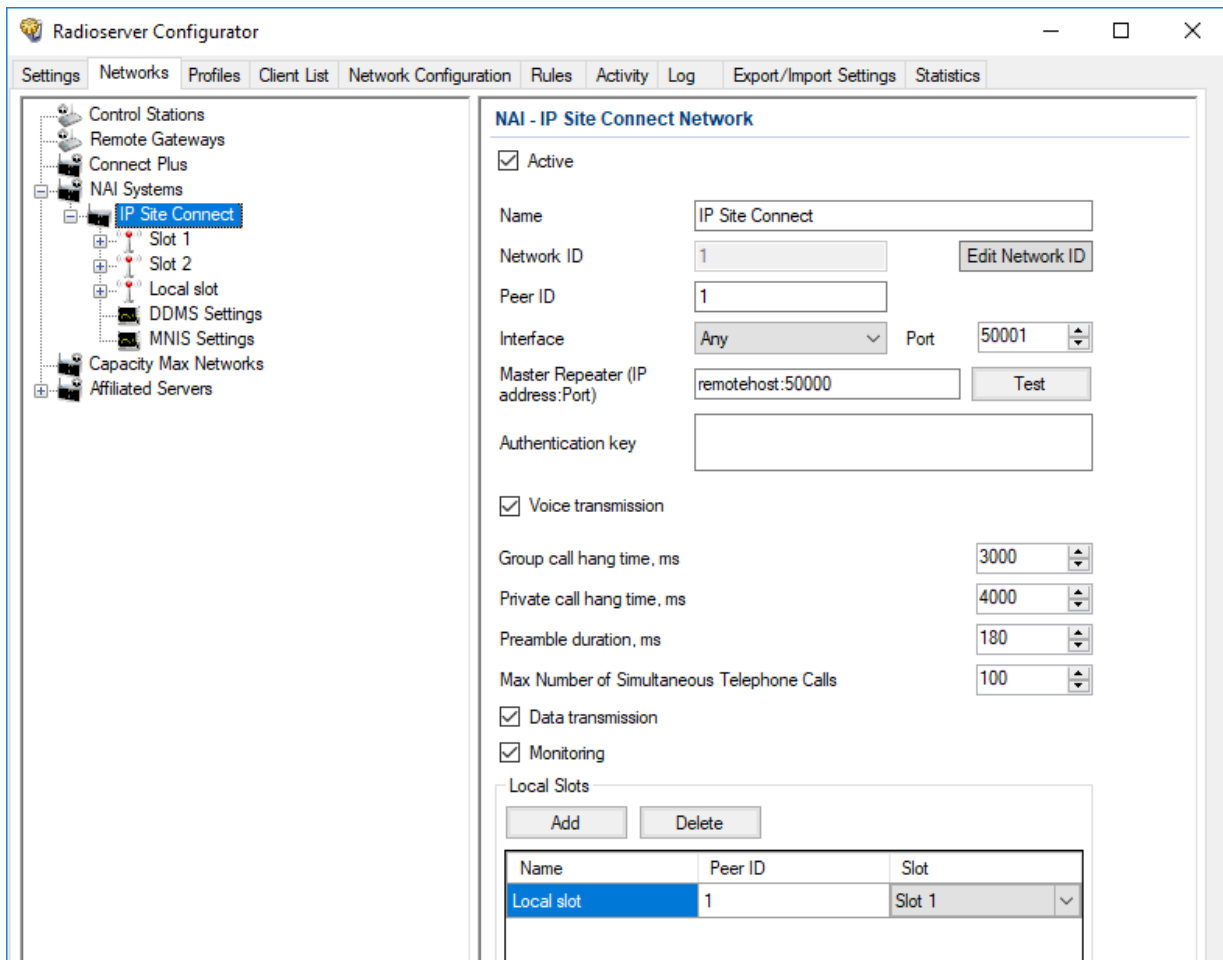 Radioserver Configurator
Settings Networks Profiles Client List Network Configuration Rules Activity Log Export/Import Settings Statistics
Control Stations
Remote Gateways
Connect Plus
NAI Systems
IP Site Connect
Slot 1
Slot 2
Local slot
DDMS Settings
MNIS Settings
Capacity Max Networks
Affiliated Servers
NAI - IP Site Connect Network
Active
Name IP Site Connect
Network ID 1 Edit Network ID
Peer ID 1
Interface Any Port 50001
Master Repeater (IP
address:Port) remotehost:50000 Test
Authentication key
Voice transmission
Group call hang time, ms 3000
Private call hang time, ms 4000
Preamble duration, ms 180
Max Number of Simultaneous Telephone Calls 100
Data transmission
Monitoring
Local Slots
Add Delete
Name Peer ID Slot
Local slot 1 Slot 1